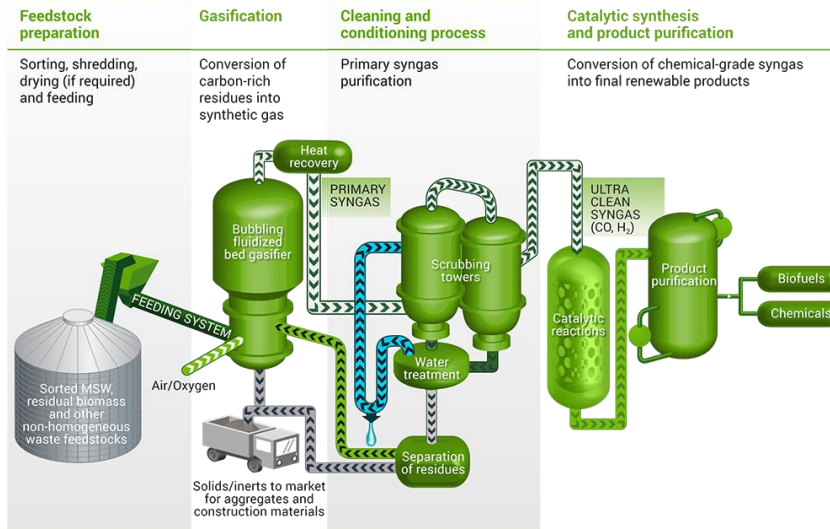 Feedstock
preparation
Sorting, shredding,
drying (if required)
and feeding
Gasification
Conversion of
carbon-rich
residues into
synthetic gas
Cleaning and
conditioning process
Primary syngas
purification
Catalytic synthesis
and product purification
Conversion of chemical-grade syngas
into final renewable products
Heat
recovery
PRIMARY
SYNGAS
ULTRA
CLEAN
SYNGAS
(CO, H₂)
Bubbling
fluidized
bed gasifier
Scrubbing
towers
Product
purification
Biofuels
Chemicals
FEEDING SYSTEM
Catalytic
reactions
Air/Oxygen
Water
treatment
Sorted MSW,
residual biomass
and other
non-homogeneous
waste feedstocks
Separation
of residues
Solids/inerts to market
for aggregates and
construction materials